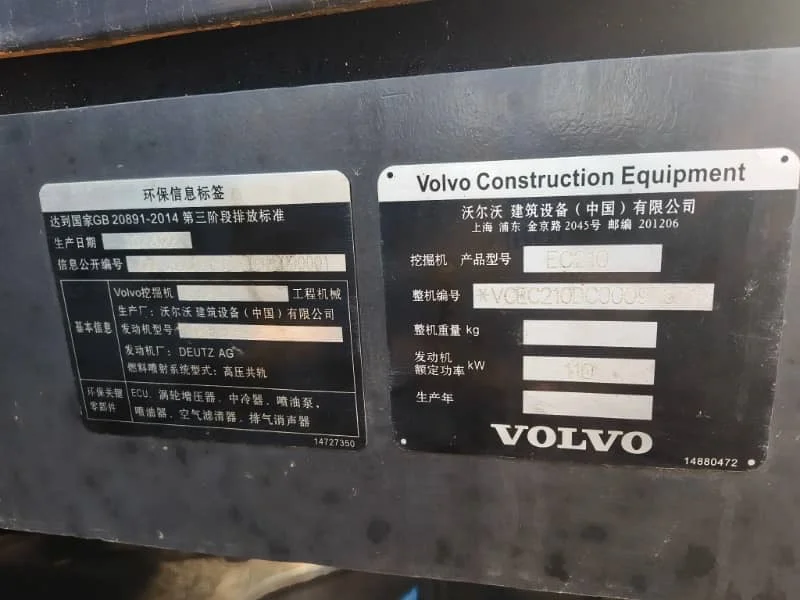 环保信息标签
达到国家GB 20891-2014 第三阶段排放标准
生产日期
信息公开编号
基本信息
Volvo挖掘机 工程机械
生产厂: 沃尔沃 建筑设备（中国）有限公司
发动机型号
发动机厂: DEUTZ AG
燃料喷射系统型式: 高压共轨
环保关键零部件
ECU、涡轮增压器、中冷器、喷油泵、
喷油器、空气滤清器、排气消声器
14727350
Volvo Construction Equipment
沃尔沃 建筑设备（中国）有限公司
上海 浦东 金京路 2045号 邮编 201206
挖掘机 产品型号 EC210
整机编号
整机重量 kg
发动机额定功率 kW 110
生产年
VOLVO
14880472